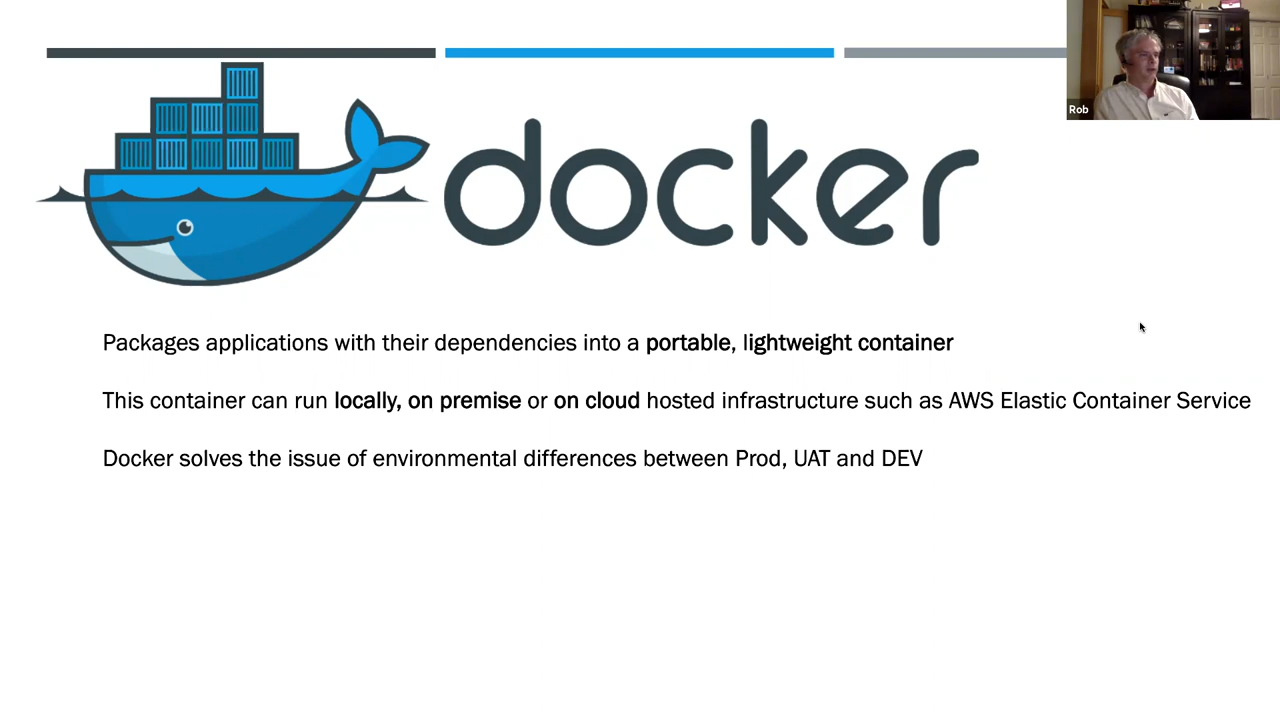 Rob
docker
Packages applications with their dependencies into a portable, lightweight container
This container can run locally, on premise or on cloud hosted infrastructure such as AWS Elastic Container Service
Docker solves the issue of environmental differences between Prod, UAT and DEV